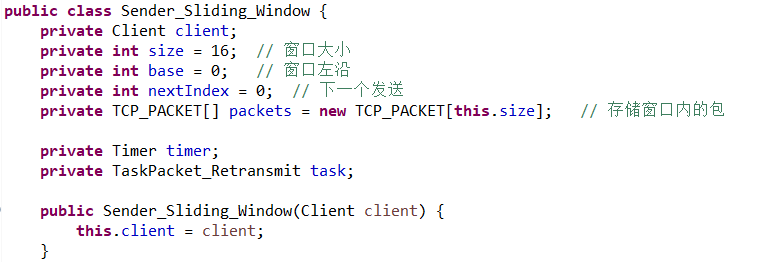 public class Sender_Sliding_Window {
    private Client client;
    private int size = 16;  // 窗口大小
    private int base = 0;   // 窗口左沿
    private int nextIndex = 0;  // 下一个发送
    private TCP_PACKET[] packets = new TCP_PACKET[this.size];   // 存储窗口内的包

    private Timer timer;
    private TaskPacket_Retransmit task;

    public Sender_Sliding_Window(Client client) {
        this.client = client;
    }